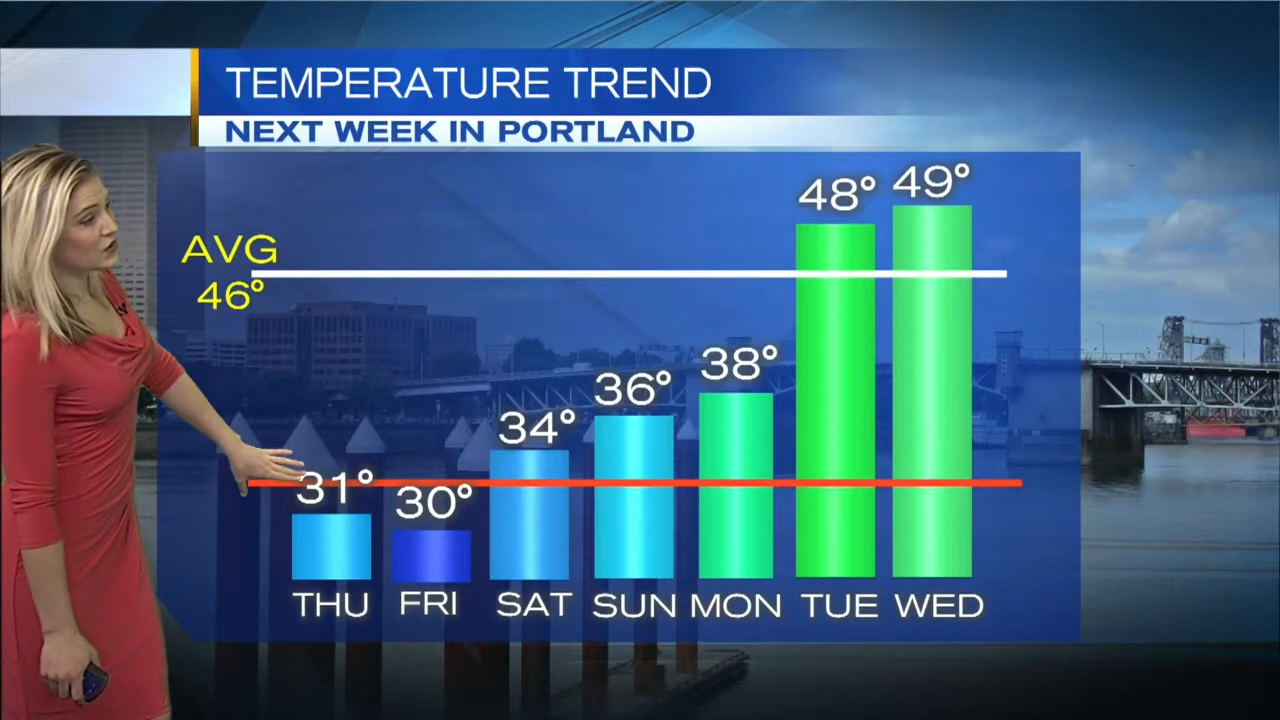 TEMPERATURE TREND
NEXT WEEK IN PORTLAND
AVG
46°
31° 30° 34° 36° 38° 48° 49°
THU FRI SAT SUN MON TUE WED